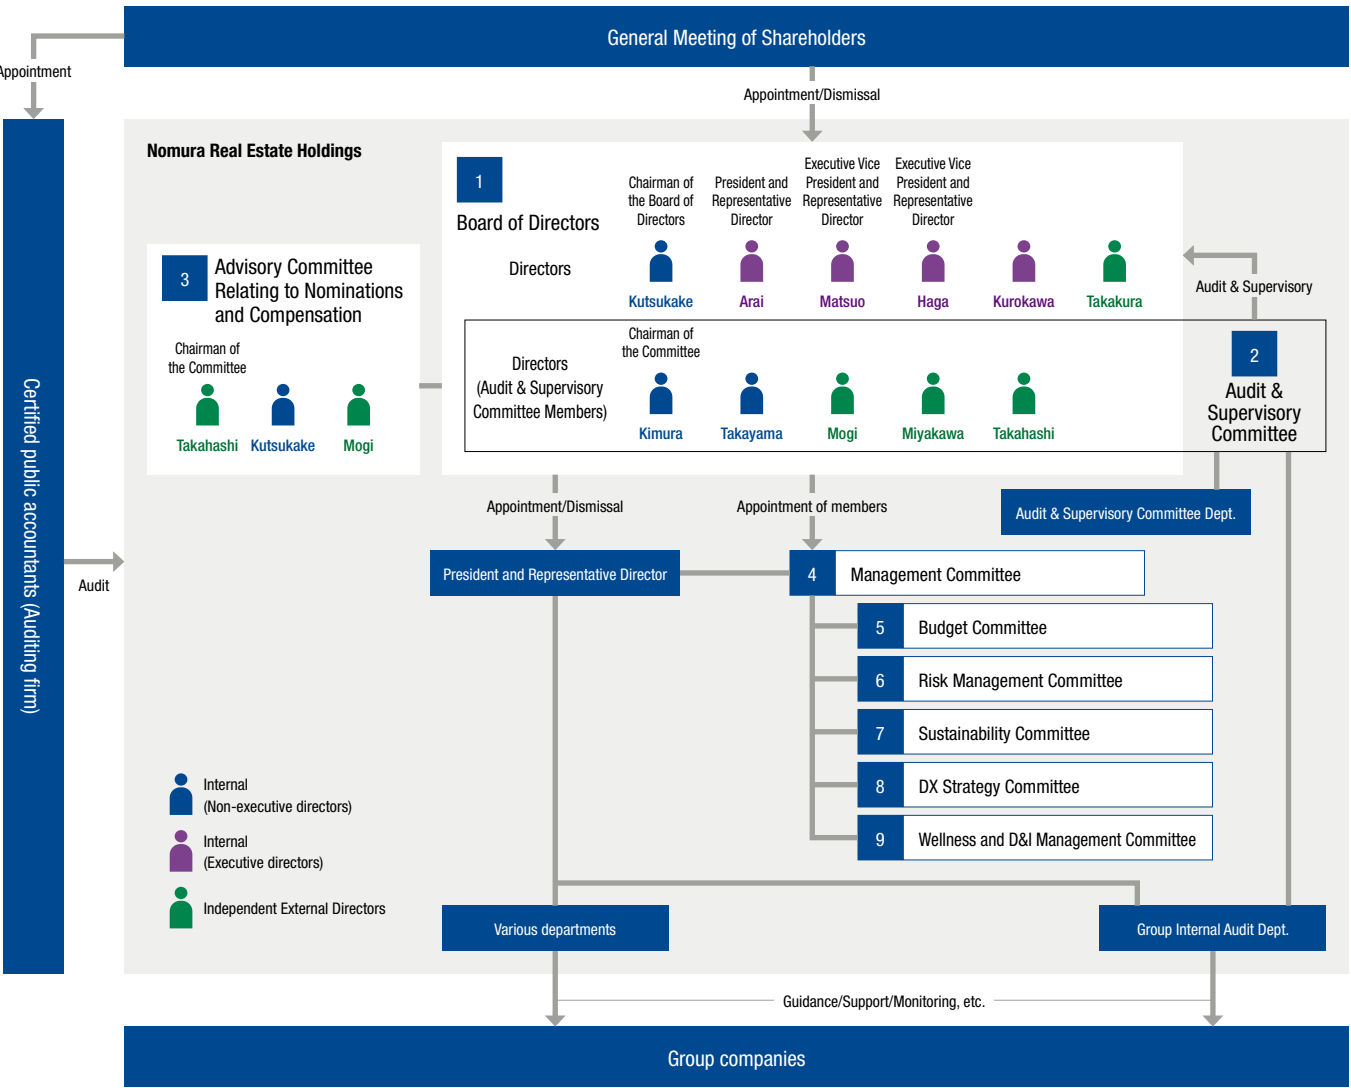 General Meeting of Shareholders
Appointment
Appointment/Dismissal
Nomura Real Estate Holdings
1
Board of Directors
Directors
Chairman of
the Board of
Directors
President and
Representative
Director
Executive Vice
President and
Representative
Director
Executive Vice
President and
Representative
Director
Kutsukake
Arai
Matsuo
Haga
Kurokawa
Takakura
3
Advisory Committee
Relating to Nominations
and Compensation
Chairman of
the Committee
Takahashi
Kutsukake
Mogi
Directors
(Audit & Supervisory
Committee Members)
Chairman of
the Committee
Kimura
Takayama
Mogi
Miyakawa
Takahashi
Audit & Supervisory
2
Audit &
Supervisory
Committee
Certified public accountants (Auditing firm)
Audit
Appointment/Dismissal
Appointment of members
Audit & Supervisory Committee Dept.
President and Representative Director
4
Management Committee
5
Budget Committee
6
Risk Management Committee
7
Sustainability Committee
8
DX Strategy Committee
9
Wellness and D&I Management Committee
Internal
(Non-executive directors)
Internal
(Executive directors)
Independent External Directors
Various departments
Group Internal Audit Dept.
Guidance/Support/Monitoring, etc.
Group companies